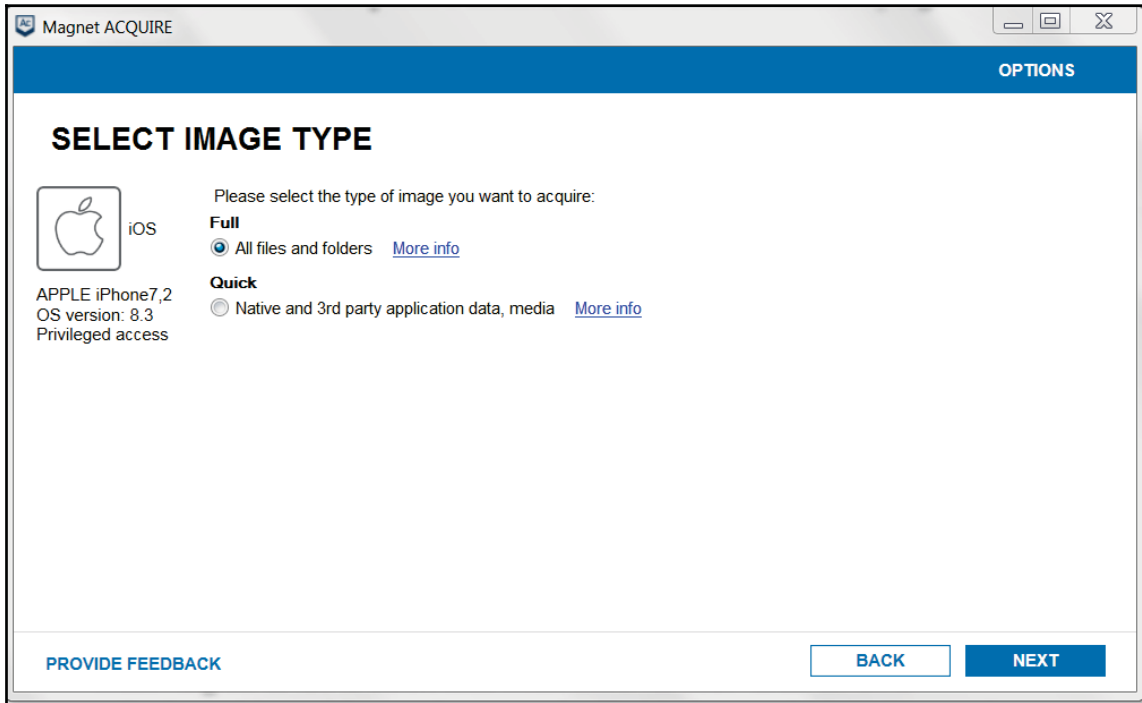 Ac Magnet ACQUIRE
OPTIONS
SELECT IMAGE TYPE
Please select the type of image you want to acquire:
iOS
Full
All files and folders More info
Quick
Native and 3rd party application data, media More info
APPLE iPhone7,2
OS version: 8.3
Privileged access
PROVIDE FEEDBACK
BACK
NEXT